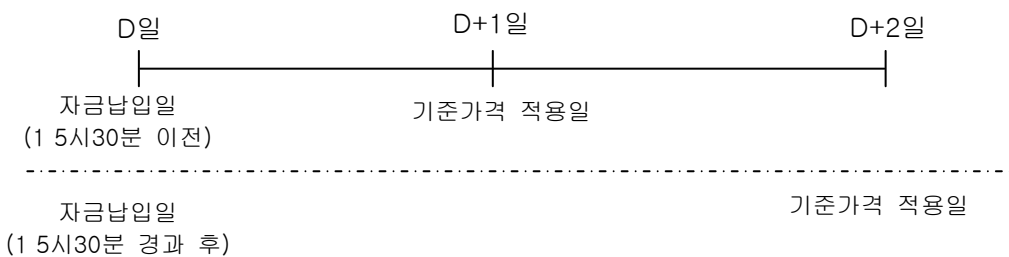 D일 D+1일 D+2일
자금납입일 기준가격 적용일
(1 5시30분 이전)
자금납입일 기준가격 적용일
(1 5시30분 경과 후)